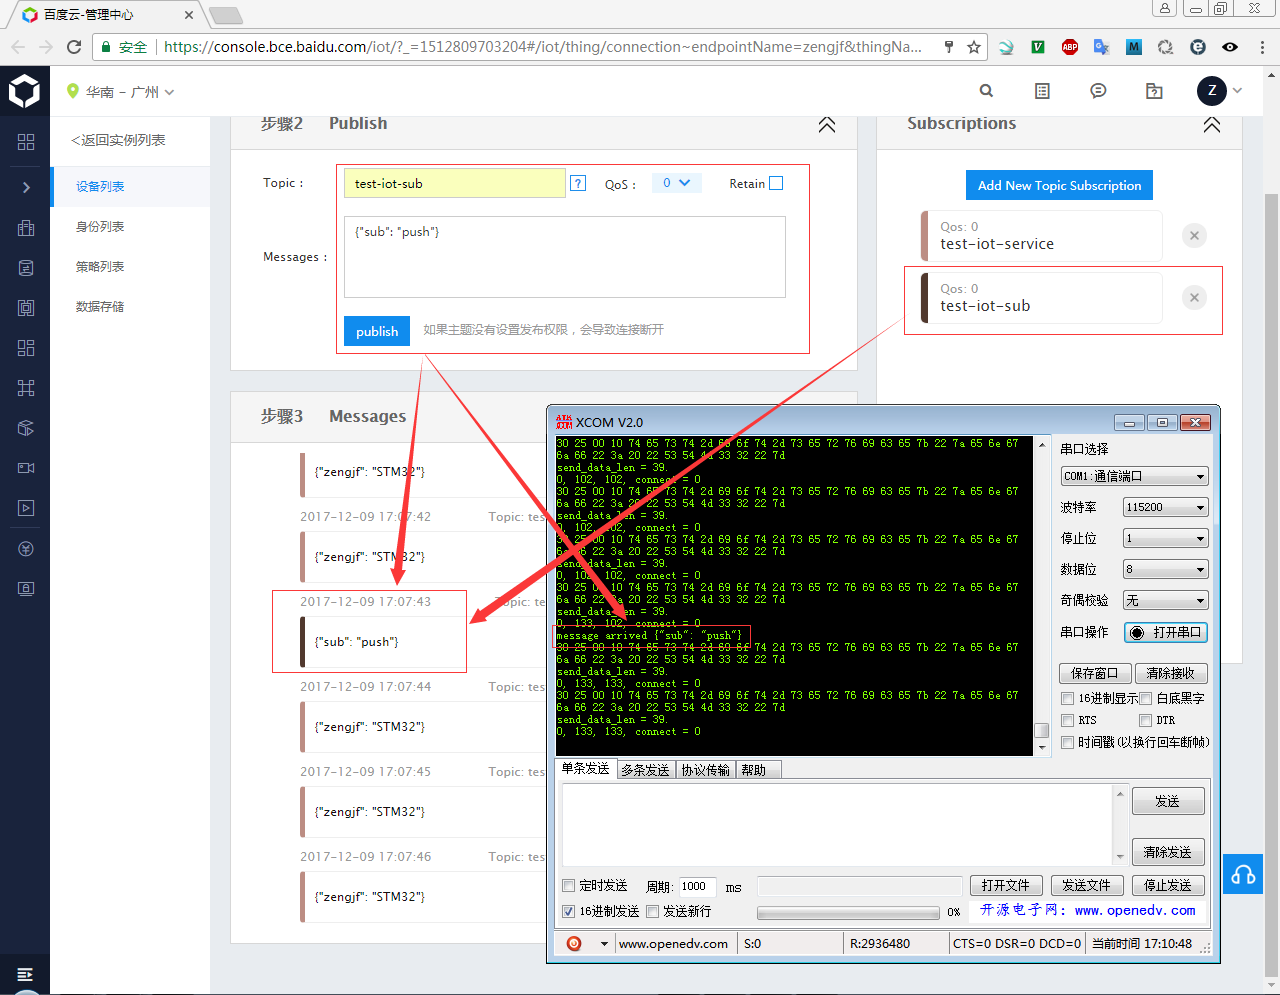 百度云-管理中心
安全
https://console.bce.baidu.com/iot/?_=1512809703204#/iot/thing/connection~endpointName=zengjf&thingNa...
华南 - 广州
Z
<返回实例列表
设备列表
身份列表
策略列表
数据存储
步骤2 Publish
Topic :
test-iot-sub
?
QoS :
0
Retain
Messages :
{"sub": "push"}
publish
如果主题没有设置发布权限，会导致连接断开
Subscriptions
Add New Topic Subscription
Qos: 0
test-iot-service
Qos: 0
test-iot-sub
步骤3 Messages
{"zengjf": "STM32"}
2017-12-09 17:07:42 Topic: tes
{"zengjf": "STM32"}
2017-12-09 17:07:43 Topic: tes
{"sub": "push"}
2017-12-09 17:07:44 Topic: tes
{"zengjf": "STM32"}
2017-12-09 17:07:45 Topic: tes
{"zengjf": "STM32"}
2017-12-09 17:07:46 Topic: tes
{"zengjf": "STM32"}
XCOM V2.0
30 25 00 10 74 65 73 74 2d 69 6f 74 2d 73 65 72 76 69 63 65 7b 22 7a 65 6e 67
6a 66 22 3a 20 22 53 54 4d 33 32 22 7d
send_data_len = 39.
0, 102, 102, connect = 0
30 25 00 10 74 65 73 74 2d 69 6f 74 2d 73 65 72 76 69 63 65 7b 22 7a 65 6e 67
6a 66 22 3a 20 22 53 54 4d 33 32 22 7d
send_data_len = 39.
0, 102, 102, connect = 0
30 25 00 10 74 65 73 74 2d 69 6f 74 2d 73 65 72 76 69 63 65 7b 22 7a 65 6e 67
6a 66 22 3a 20 22 53 54 4d 33 32 22 7d
send_data_len = 39.
0, 102, 102, connect = 0
30 25 00 10 74 65 73 74 2d 69 6f 74 2d 73 65 72 76 69 63 65 7b 22 7a 65 6e 67
6a 66 22 3a 20 22 53 54 4d 33 32 22 7d
send_data_len = 39.
0, 133, 102, connect = 0
message arrived {"sub": "push"}
30 25 00 10 74 65 73 74 2d 69 6f 74 2d 73 65 72 76 69 63 65 7b 22 7a 65 6e 67
6a 66 22 3a 20 22 53 54 4d 33 32 22 7d
send_data_len = 39.
0, 133, 133, connect = 0
30 25 00 10 74 65 73 74 2d 69 6f 74 2d 73 65 72 76 69 63 65 7b 22 7a 65 6e 67
6a 66 22 3a 20 22 53 54 4d 33 32 22 7d
send_data_len = 39.
0, 133, 133, connect = 0
串口选择
COM1:通信端口
波特率 115200
停止位 1
数据位 8
奇偶校验 无
串口操作 打开串口
保存窗口 清除接收
16进制显示 白底黑字
RTS DTR
时间戳(以换行回车断帧)
单条发送 多条发送 协议传输 帮助
发送
清除发送
定时发送 周期: 1000 ms 打开文件 发送文件 停止发送
16进制发送 发送新行 0% 开源电子网: www.openedv.com
www.openedv.com S:0 R:2936480 CTS=0 DSR=0 DCD=0 当前时间 17:10:48